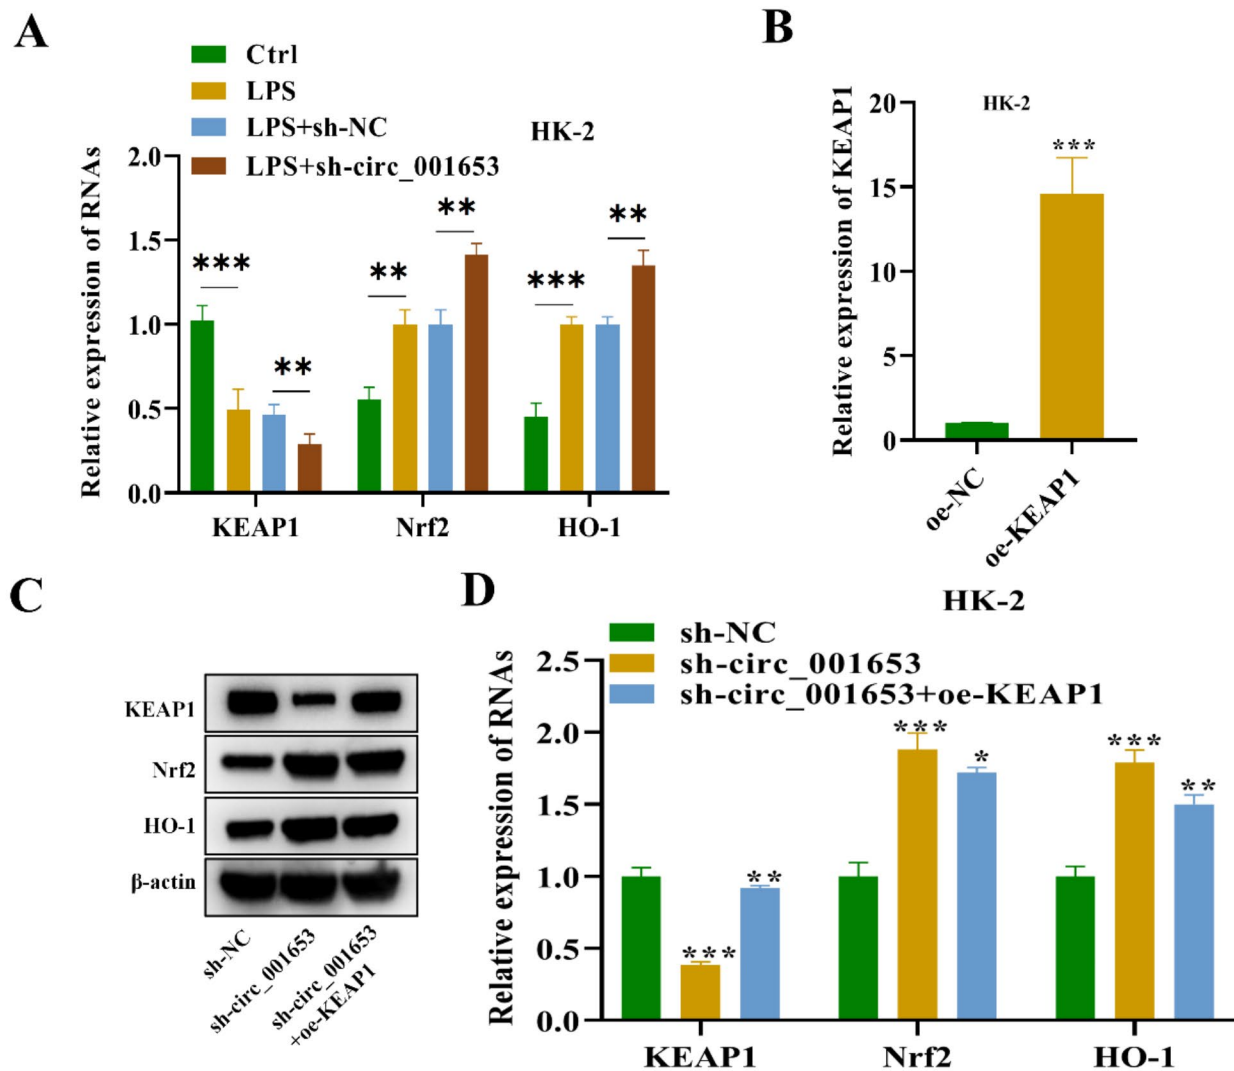 A
Ctrl
LPS
LPS+sh-NC
LPS+sh-circ_001653
HK-2
Relative expression of RNAs
2.0
1.5
1.0
0.5
0.0
***
**
**
**
***
**
KEAP1
Nrf2
HO-1
B
HK-2
Relative expression of KEAP1
20
15
10
5
0
***
oe-NC
oe-KEAP1
C
KEAP1
Nrf2
HO-1
β-actin
sh-NC
sh-circ_001653
sh-circ_001653
+oe-KEAP1
D
HK-2
sh-NC
sh-circ_001653
sh-circ_001653+oe-KEAP1
Relative expression of RNAs
2.5
2.0
1.5
1.0
0.5
0.0
***
**
***
*
***
**
KEAP1
Nrf2
HO-1